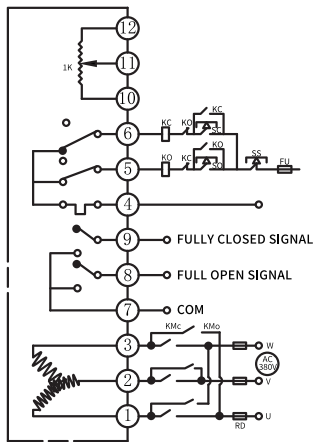 12
1K
11
10
KC
6
KC
KO
SC
KO
5
KO
KC
SO
SS
FU
4
9
FULLY CLOSED SIGNAL
8
FULL OPEN SIGNAL
7
COM
KMc
KMo
3
W
AC
380V
2
V
1
U
RD